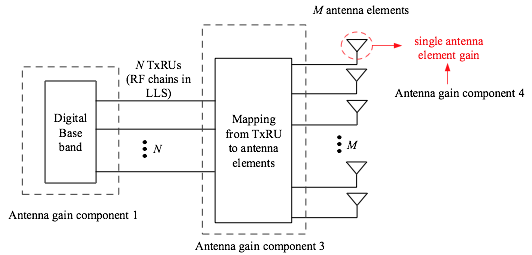 M antenna elements
N TxRUs
(RF chains in
LLS)
single antenna
element gain
Antenna gain component 4
Digital
Base
band
N
Mapping
from TxRU
to antenna
elements
M
Antenna gain component 1
Antenna gain component 3